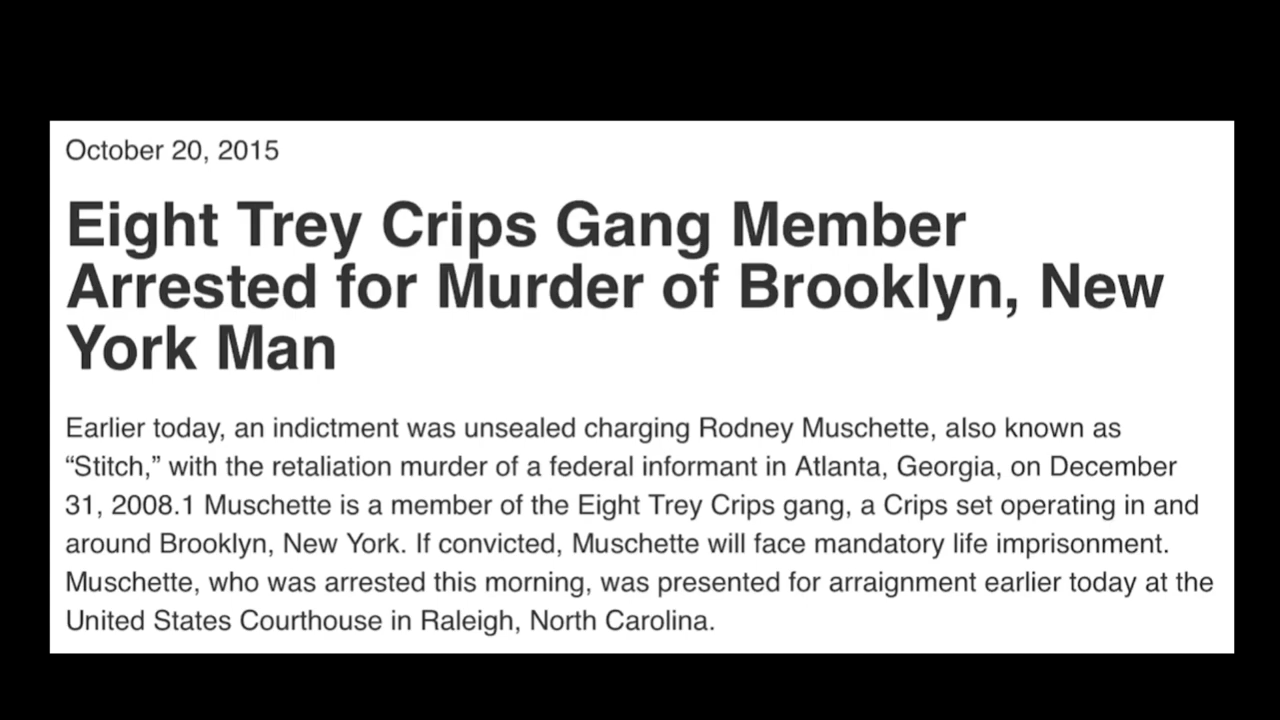 October 20, 2015
Eight Trey Crips Gang Member
Arrested for Murder of Brooklyn, New
York Man
Earlier today, an indictment was unsealed charging Rodney Muschette, also known as
“Stitch,” with the retaliation murder of a federal informant in Atlanta, Georgia, on December
31, 2008.1 Muschette is a member of the Eight Trey Crips gang, a Crips set operating in and
around Brooklyn, New York. If convicted, Muschette will face mandatory life imprisonment.
Muschette, who was arrested this morning, was presented for arraignment earlier today at the
United States Courthouse in Raleigh, North Carolina.